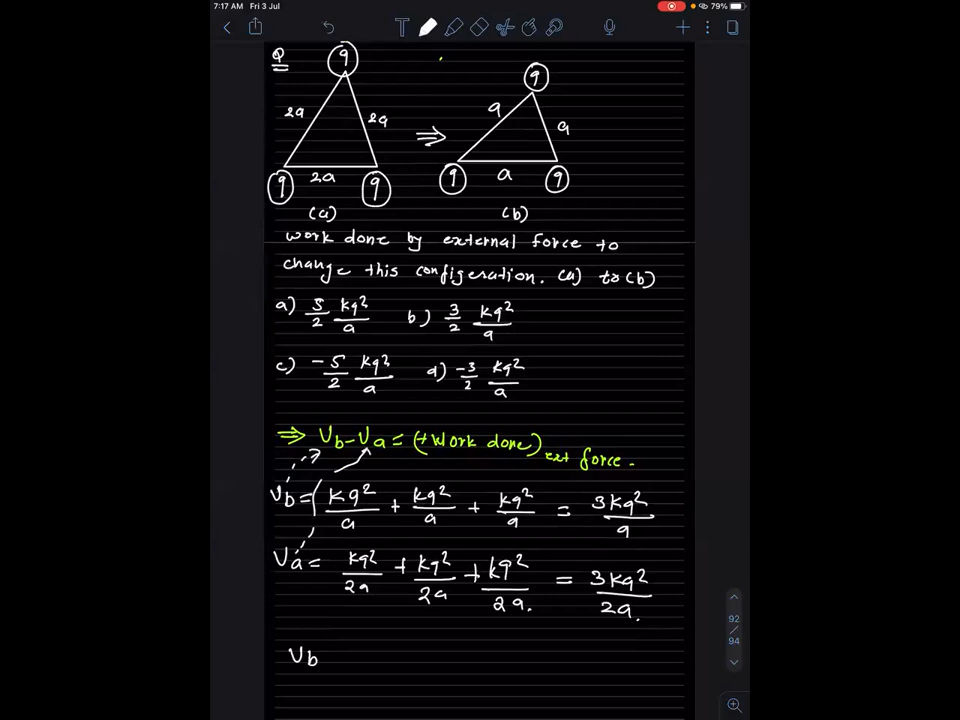 7:17 AM Fri 3 Jul
79%
Q
q
q
2a
q
2a
a
a
q
q
2a
q
a
q
(a)
(b)
work done by external force to
change this configeration. (a) to (b)
a) 5/2 kq²/a b) 3/2 kq²/a
c) -5/2 kq²/a d) -3/2 kq²/a
⇒ Ub-Ua = (+work done) ext force.
Ub = (kq²/a + kq²/a + kq²/a = 3kq²/a
Ua = kq²/2a + kq²/2a + kq²/2a. = 3kq²/2a.
Ub
92
/
94